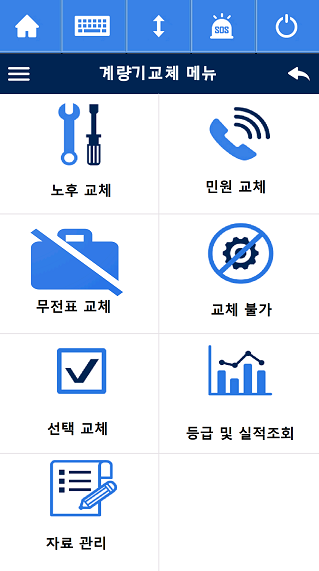 SOS
계량기교체 메뉴
노후 교체
민원 교체
무전표 교체
교체 불가
선택 교체
등급 및 실적조회
자료 관리